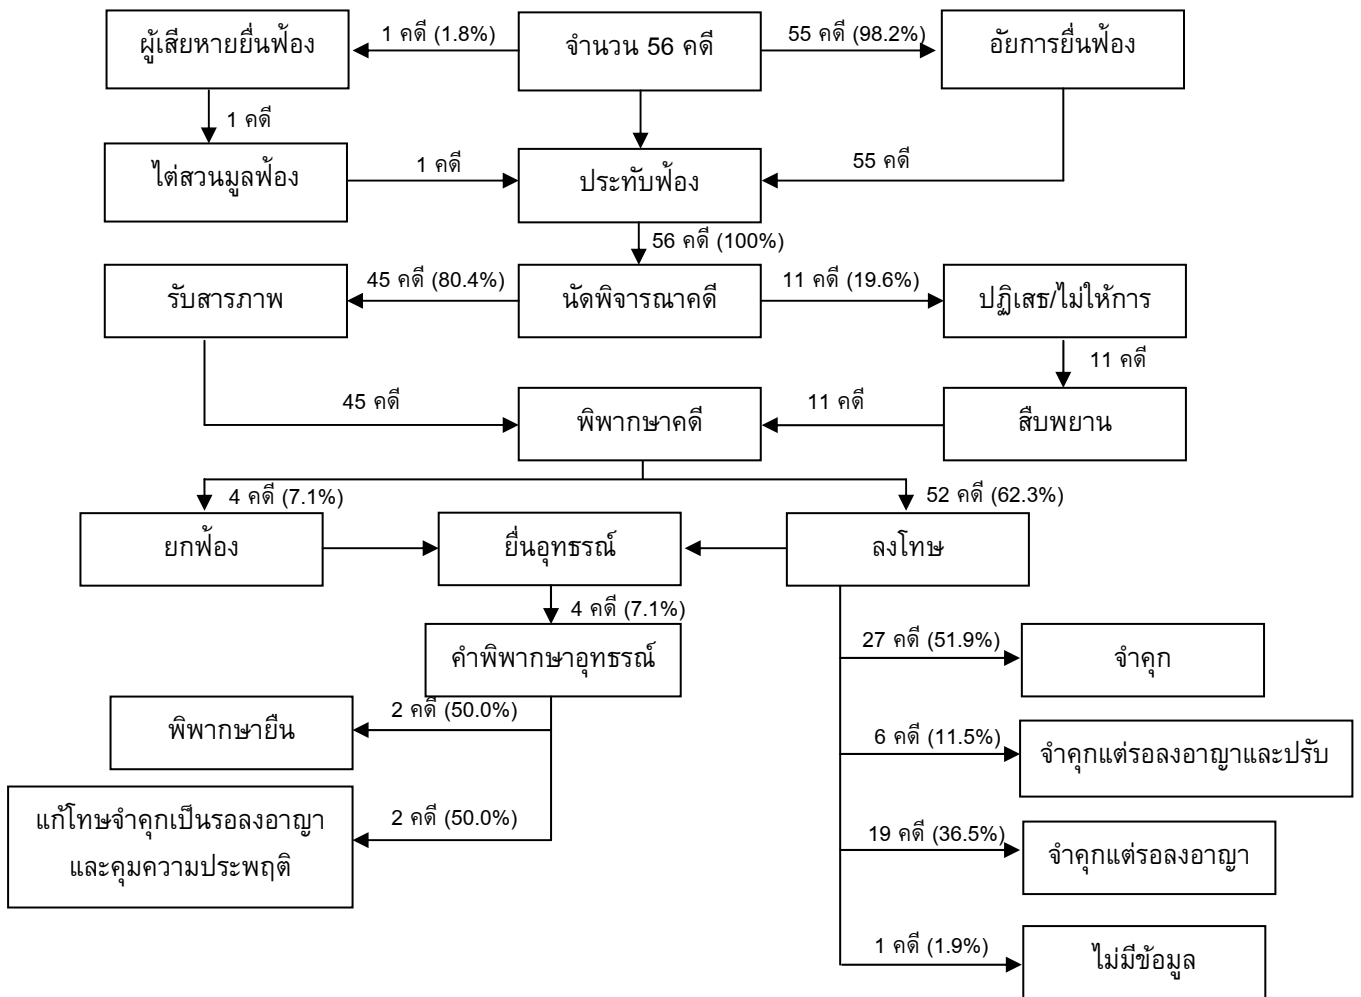 ผู้เสียหายยื่นฟ้อง
1 คดี (1.8%)
จำนวน 56 คดี
55 คดี (98.2%)
อัยการยื่นฟ้อง
1 คดี
ไต่สวนมูลฟ้อง
1 คดี
ประทับฟ้อง
55 คดี
56 คดี (100%)
รับสารภาพ
45 คดี (80.4%)
นัดพิจารณาคดี
11 คดี (19.6%)
ปฏิเสธ/ไม่ให้การ
11 คดี
45 คดี
พิพากษาคดี
11 คดี
สืบพยาน
4 คดี (7.1%)
52 คดี (62.3%)
ยกฟ้อง
ยื่นอุทธรณ์
ลงโทษ
4 คดี (7.1%)
คำพิพากษาอุทธรณ์
27 คดี (51.9%)
จำคุก
พิพากษายืน
2 คดี (50.0%)
6 คดี (11.5%)
จำคุกแต่รอลงอาญาและปรับ
แก้โทษจำคุกเป็นรอลงอาญา
และคุมความประพฤติ
2 คดี (50.0%)
19 คดี (36.5%)
จำคุกแต่รอลงอาญา
1 คดี (1.9%)
ไม่มีข้อมูล